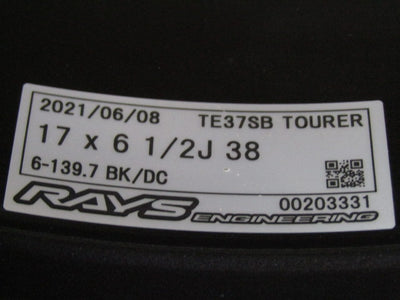 2021/06/08 TE37SB TOURER
17 x 6 1/2J 38
6-139.7 BK/DC
RAYS ENGINEERING 00203331